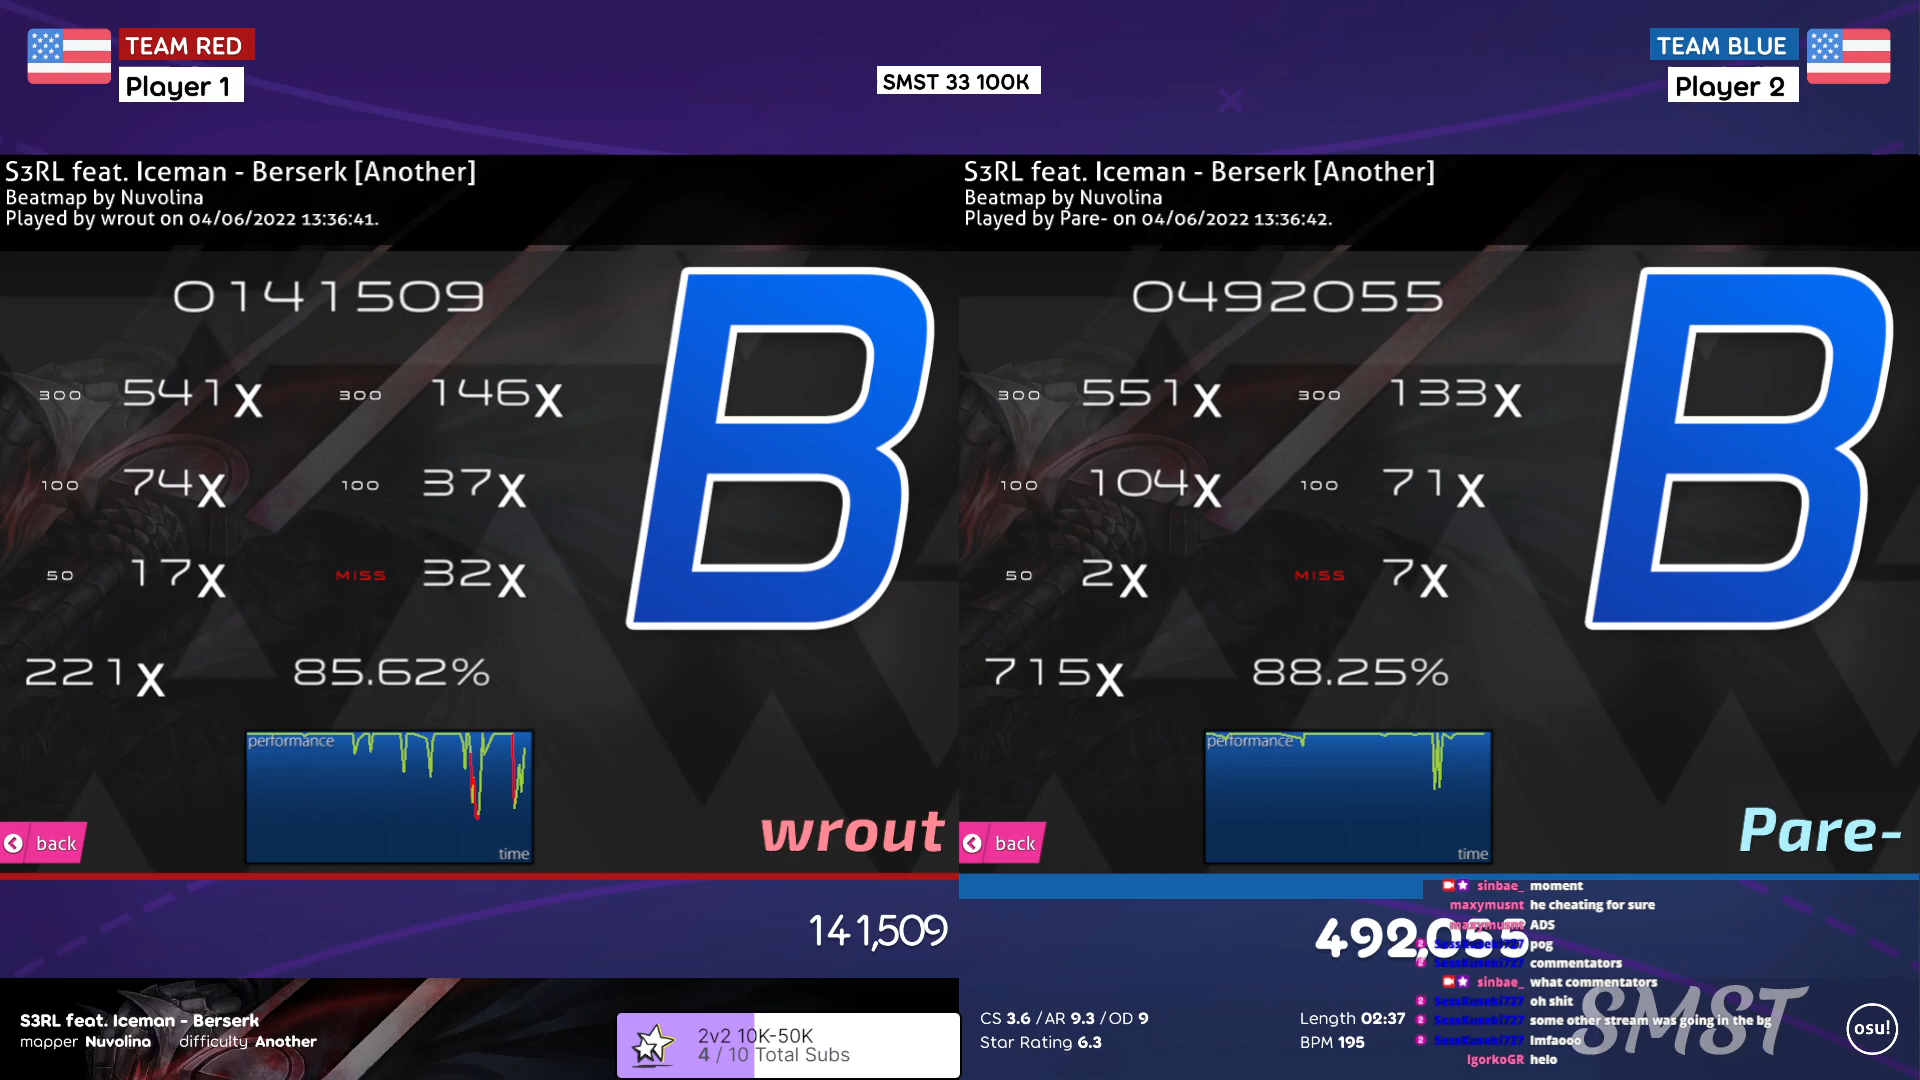 TEAM RED
Player 1
SMST 33 100K
TEAM BLUE
Player 2
S3RL feat. Iceman - Berserk [Another]
Beatmap by Nuvolina
Played by wrout on 04/06/2022 13:36:41.
0141509
300 541x 300 146x
100 74x 100 37x
50 17x MISS 32x
221x 85.62%
B
performance
time
back
wrout
S3RL feat. Iceman - Berserk [Another]
Beatmap by Nuvolina
Played by Pare- on 04/06/2022 13:36:42.
0492055
300 551x 300 133x
100 104x 100 71x
50 2x MISS 7x
715x 88.25%
B
performance
time
back
Pare-
141,509
492,055
sinbae_ moment
maxymusnt he cheating for sure
maxymusnt ADS
pog
commentators
sinbae_ what commentators
oh shit
some other stream was going in the bg
lmfaooo
IgorkoGR helo
S3RL feat. Iceman - Berserk
mapper Nuvolina difficulty Another
2v2 10K-50K
4 / 10 Total Subs
CS 3.6 / AR 9.3 / OD 9
Star Rating 6.3
Length 02:37
BPM 195
SMST
osu!